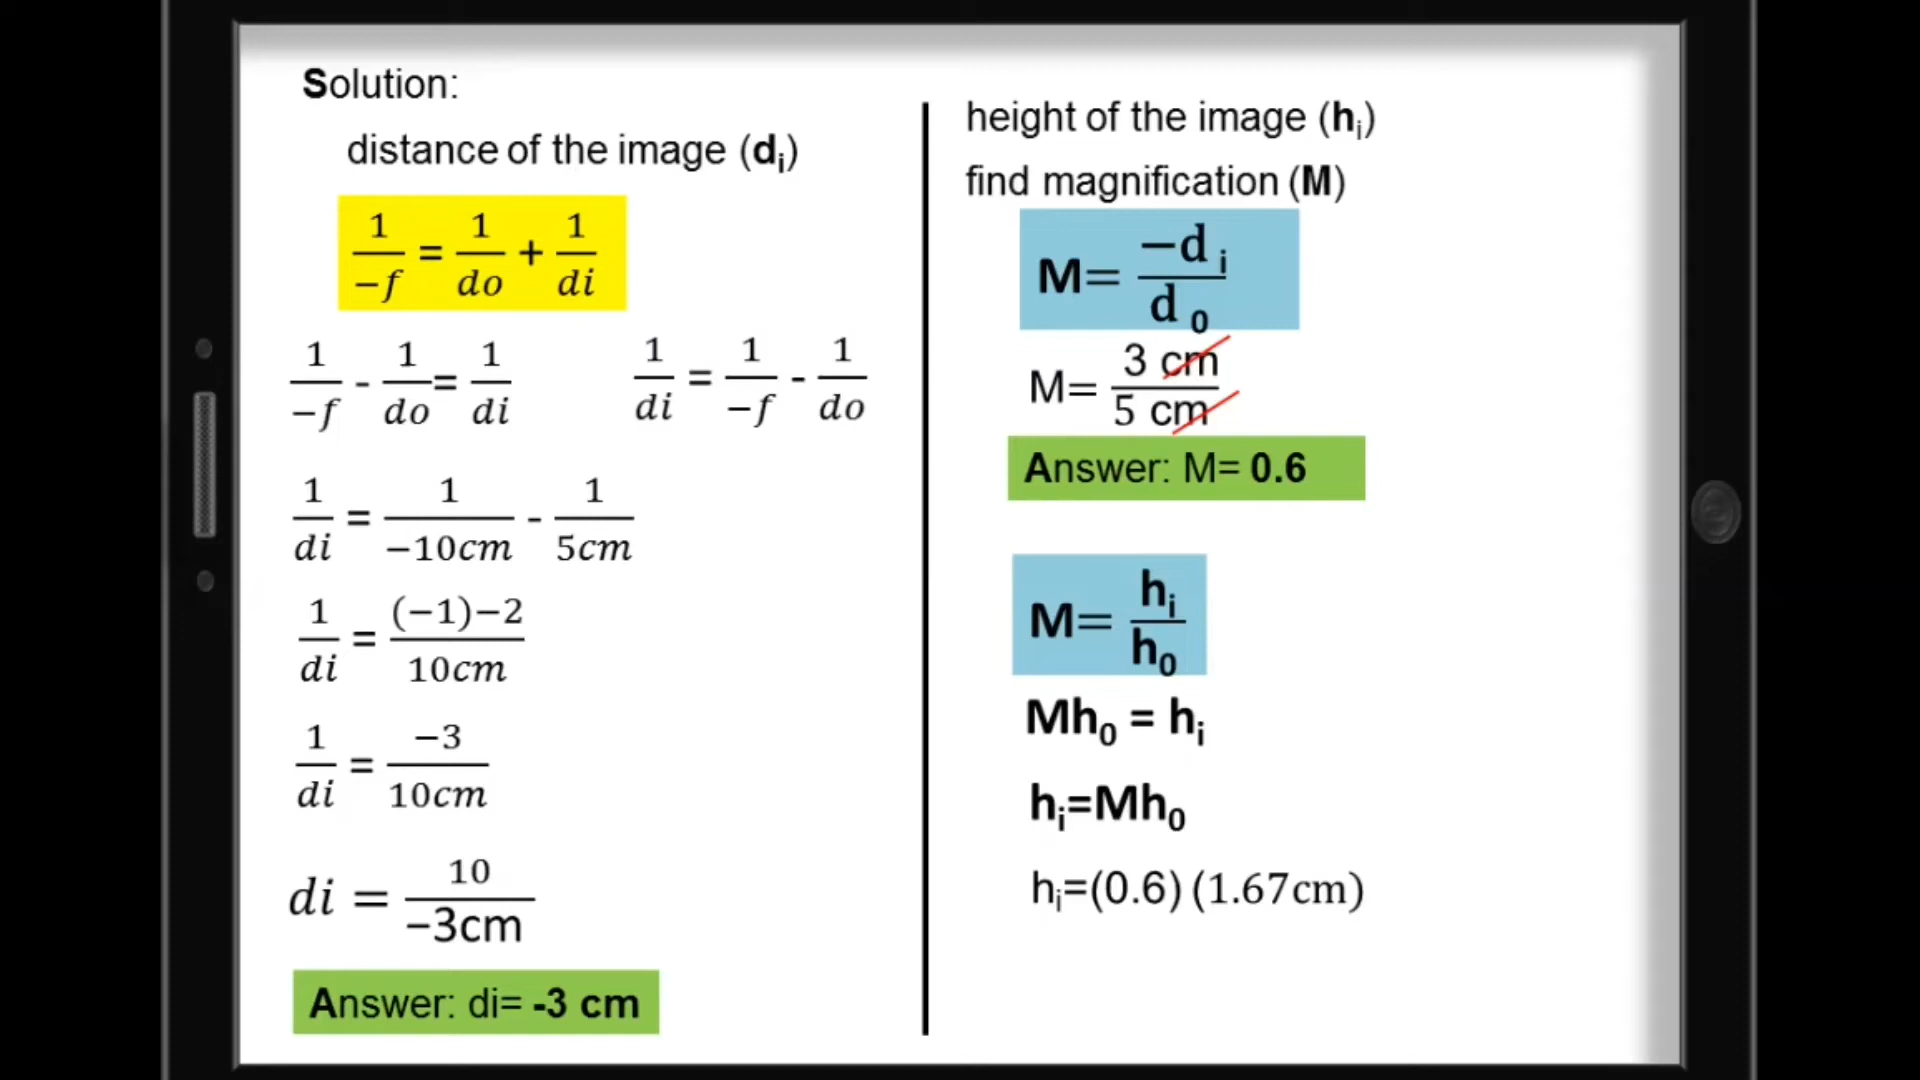 Solution:
distance of the image (di)
1/−f = 1/do + 1/di
1/−f - 1/do = 1/di
1/di = 1/−f - 1/do
1/di = 1/−10cm - 1/5cm
1/di = (−1)−2/10cm
1/di = −3/10cm
di = 10/−3cm
Answer: di= -3 cm
height of the image (hi)
find magnification (M)
M= −d i/d 0
M= 3 cm/5 cm
Answer: M= 0.6
M= hi/h0
Mh0 = hi
hi=Mh0
hi=(0.6) (1.67cm)